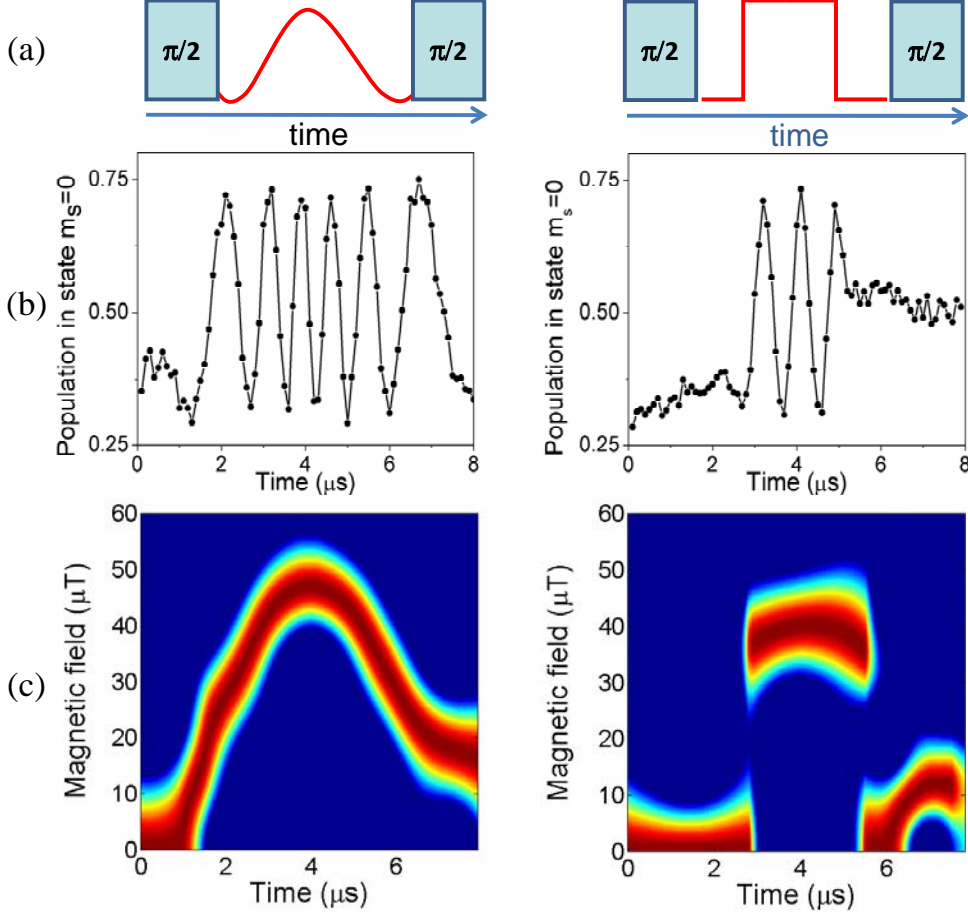 (a)
π/2 π/2 π/2 π/2
time time
(b)
Population in state mS=0
0.75
0.50
0.25
0 2 4 6 8
Time (μs)
Population in state ms=0
0.75
0.50
0.25
0 2 4 6 8
Time (μs)
(c)
Magnetic field (μT)
60
50
40
30
20
10
0
0 2 4 6
Time (μs)
Magnetic field (μT)
60
50
40
30
20
10
0
0 2 4 6
Time (μs)